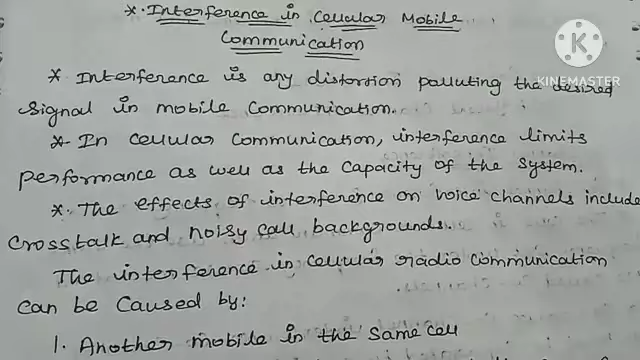 *. Interference in Cellular Mobile
Communication
* Interference is any distortion polluting the desired
signal in mobile communication.
* In cellular communication, interference limits
performance as well as the capacity of the system.
* The effects of interference on voice channels include
crosstalk and noisy call backgrounds.
The interference in cellular radio communication
can be caused by:
1. Another mobile in the same cell
KINEMASTER